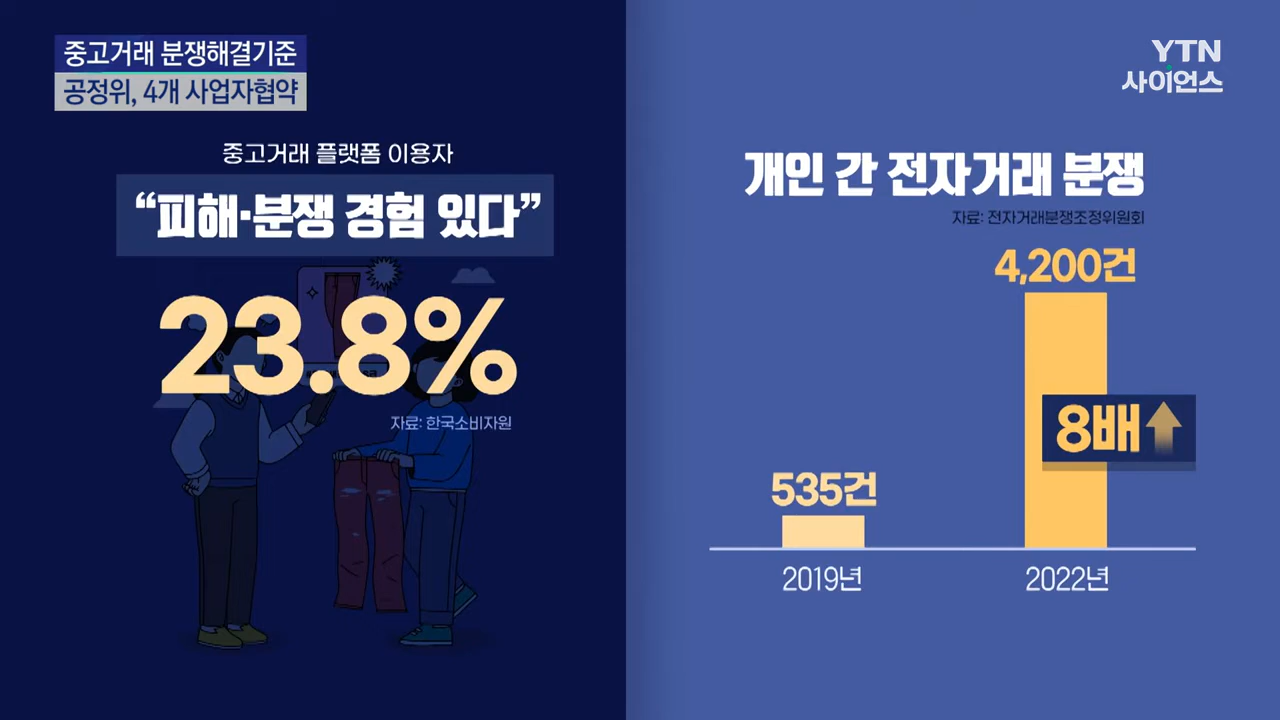 중고거래 분쟁해결기준
공정위, 4개 사업자협약
YTN
사이언스
중고거래 플랫폼 이용자
“피해·분쟁 경험 있다”
23.8%
자료: 한국소비자원
개인 간 전자거래 분쟁
자료: 전자거래분쟁조정위원회
4,200건
8배
535건
2019년
2022년